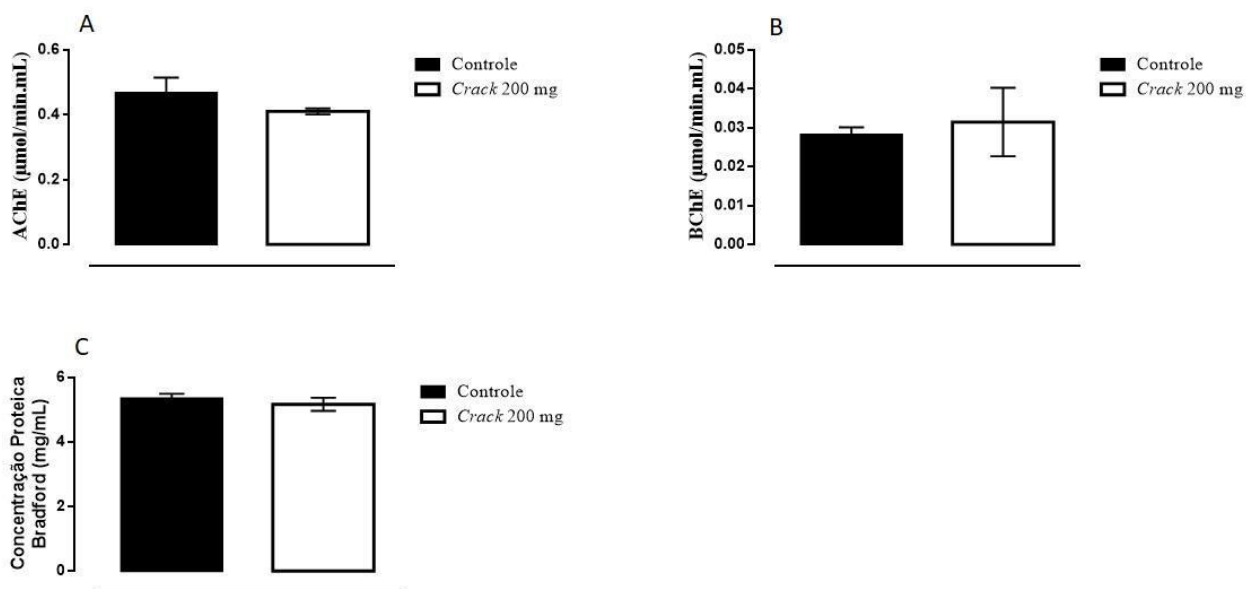 A
AChE (µmol/min.mL)
0.6
0.4
0.2
0.0
Controle
Crack 200 mg
B
BChE (µmol/min.mL)
0.05
0.04
0.03
0.02
0.01
0.00
Controle
Crack 200 mg
C
Concentração Proteica
Bradford (mg/mL)
6
4
2
0
Controle
Crack 200 mg